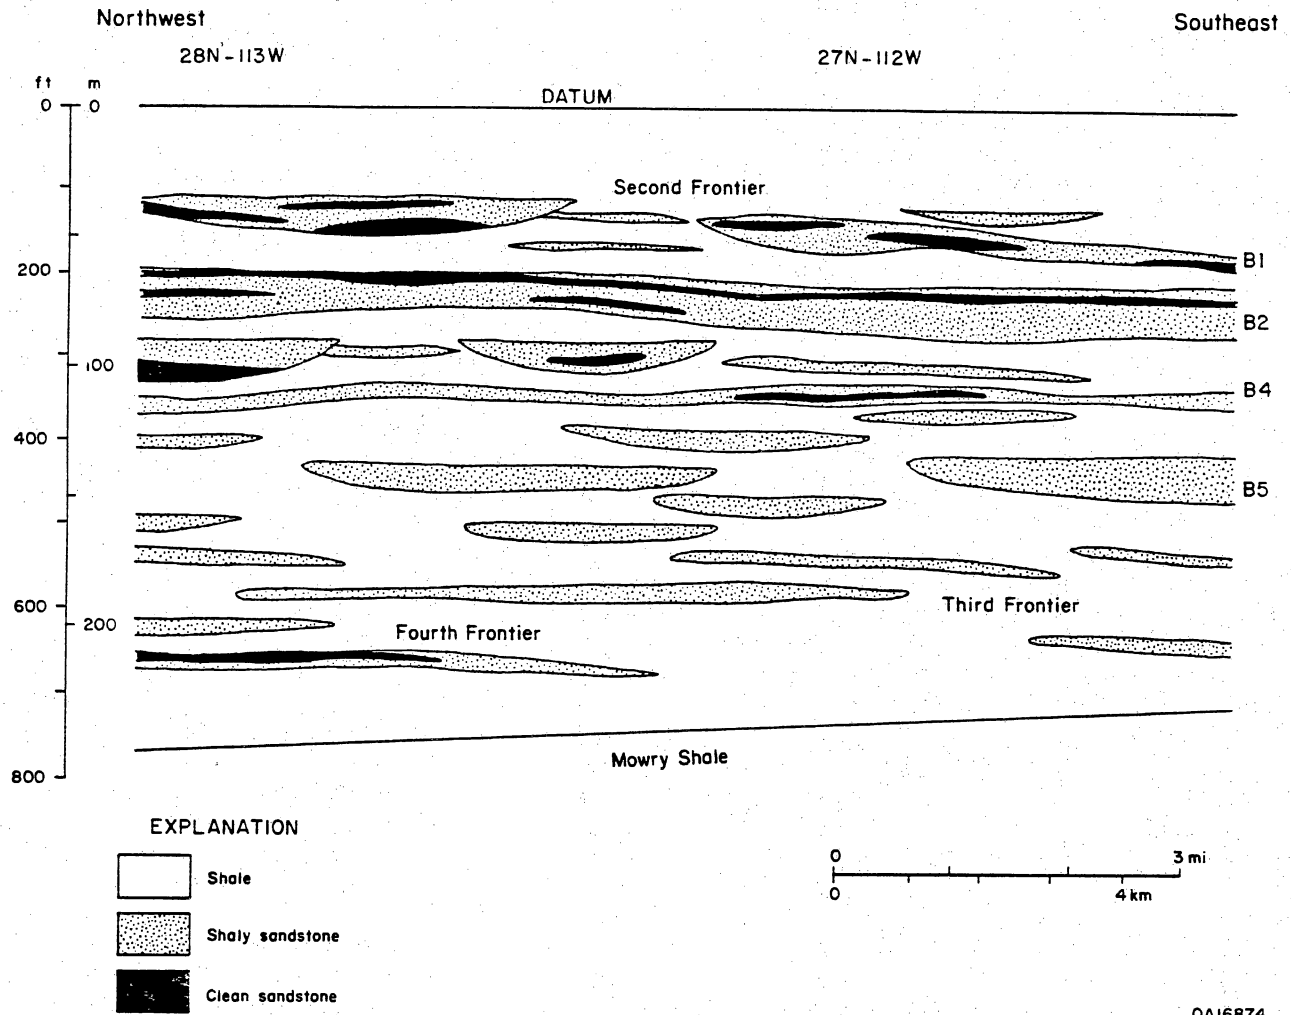 Northwest
Southeast
28N-113W
27N-112W
ft m
0 0
DATUM
Second Frontier
B1
200
B2
100
B4
400
B5
600
Third Frontier
200
Fourth Frontier
Mowry Shale
800
EXPLANATION
Shale
Shaly sandstone
Clean sandstone
0 3 mi
0 4 km
QA16874